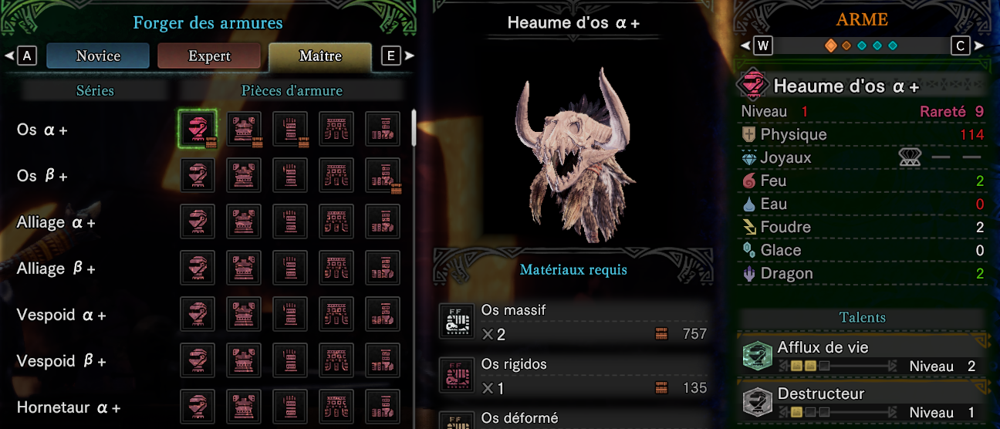 Forger des armures
A
Novice
Expert
Maître
E
Séries
Pièces d'armure
Os α +
Os β +
Alliage α +
Alliage β +
Vespoid α +
Vespoid β +
Hornetaur α +
Heaume d'os α +
Matériaux requis
FF
Os massif
X 2
757
FF
Os rigidos
X 1
135
FF
Os déformé
ARME
W
C
Heaume d'os α +
Niveau 1
Rareté 9
Physique 114
Joyaux
Feu 2
Eau 0
Foudre 2
Glace 0
Dragon 2
Talents
Afflux de vie
Niveau 2
Destructeur
Niveau 1